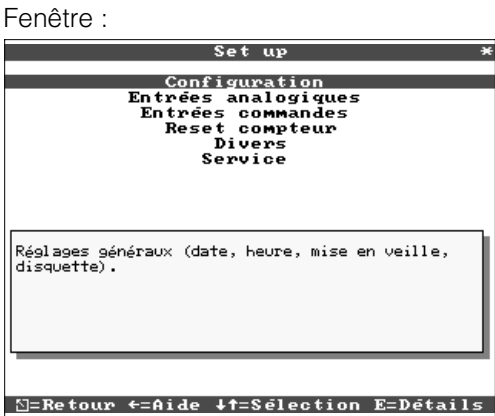 Fenêtre :
Set up *
Configuration
Entrées analogiques
Entrées commandes
Reset compteur
Divers
Service
Réglages généraux (date, heure, mise en veille,
disquette).
=Retour ←=Aide ↓↑=Sélection E=Détails